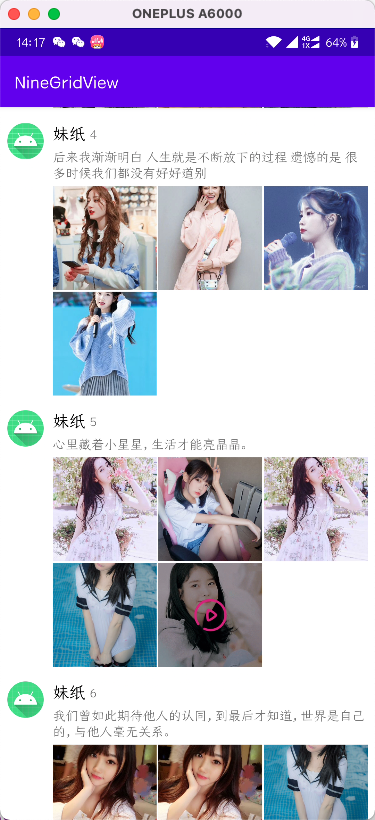 ONEPLUS A6000
14:17
4G
1X
64%
NineGridView
妹纸 4
后来我渐渐明白 人生就是不断放下的过程 遗憾的是 很
多时候我们都没有好好道别
妹纸 5
心里藏着小星星，生活才能亮晶晶。
妹纸 6
我们曾如此期待他人的认同，到最后才知道，世界是自己
的，与他人毫无关系。